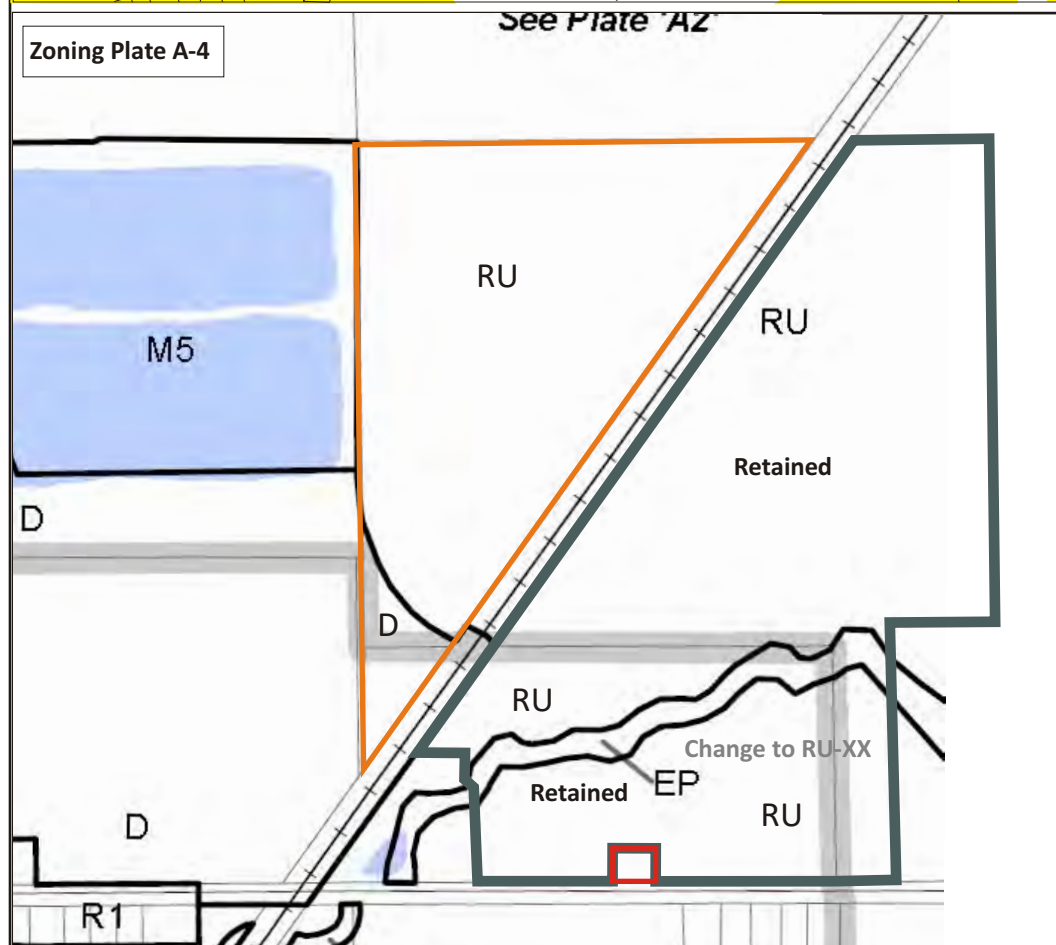 See Plate 'A2'
Zoning Plate A-4
RU
RU
M5
Retained
D
D
RU
Change to RU-XX
Retained
EP
RU
D
R1